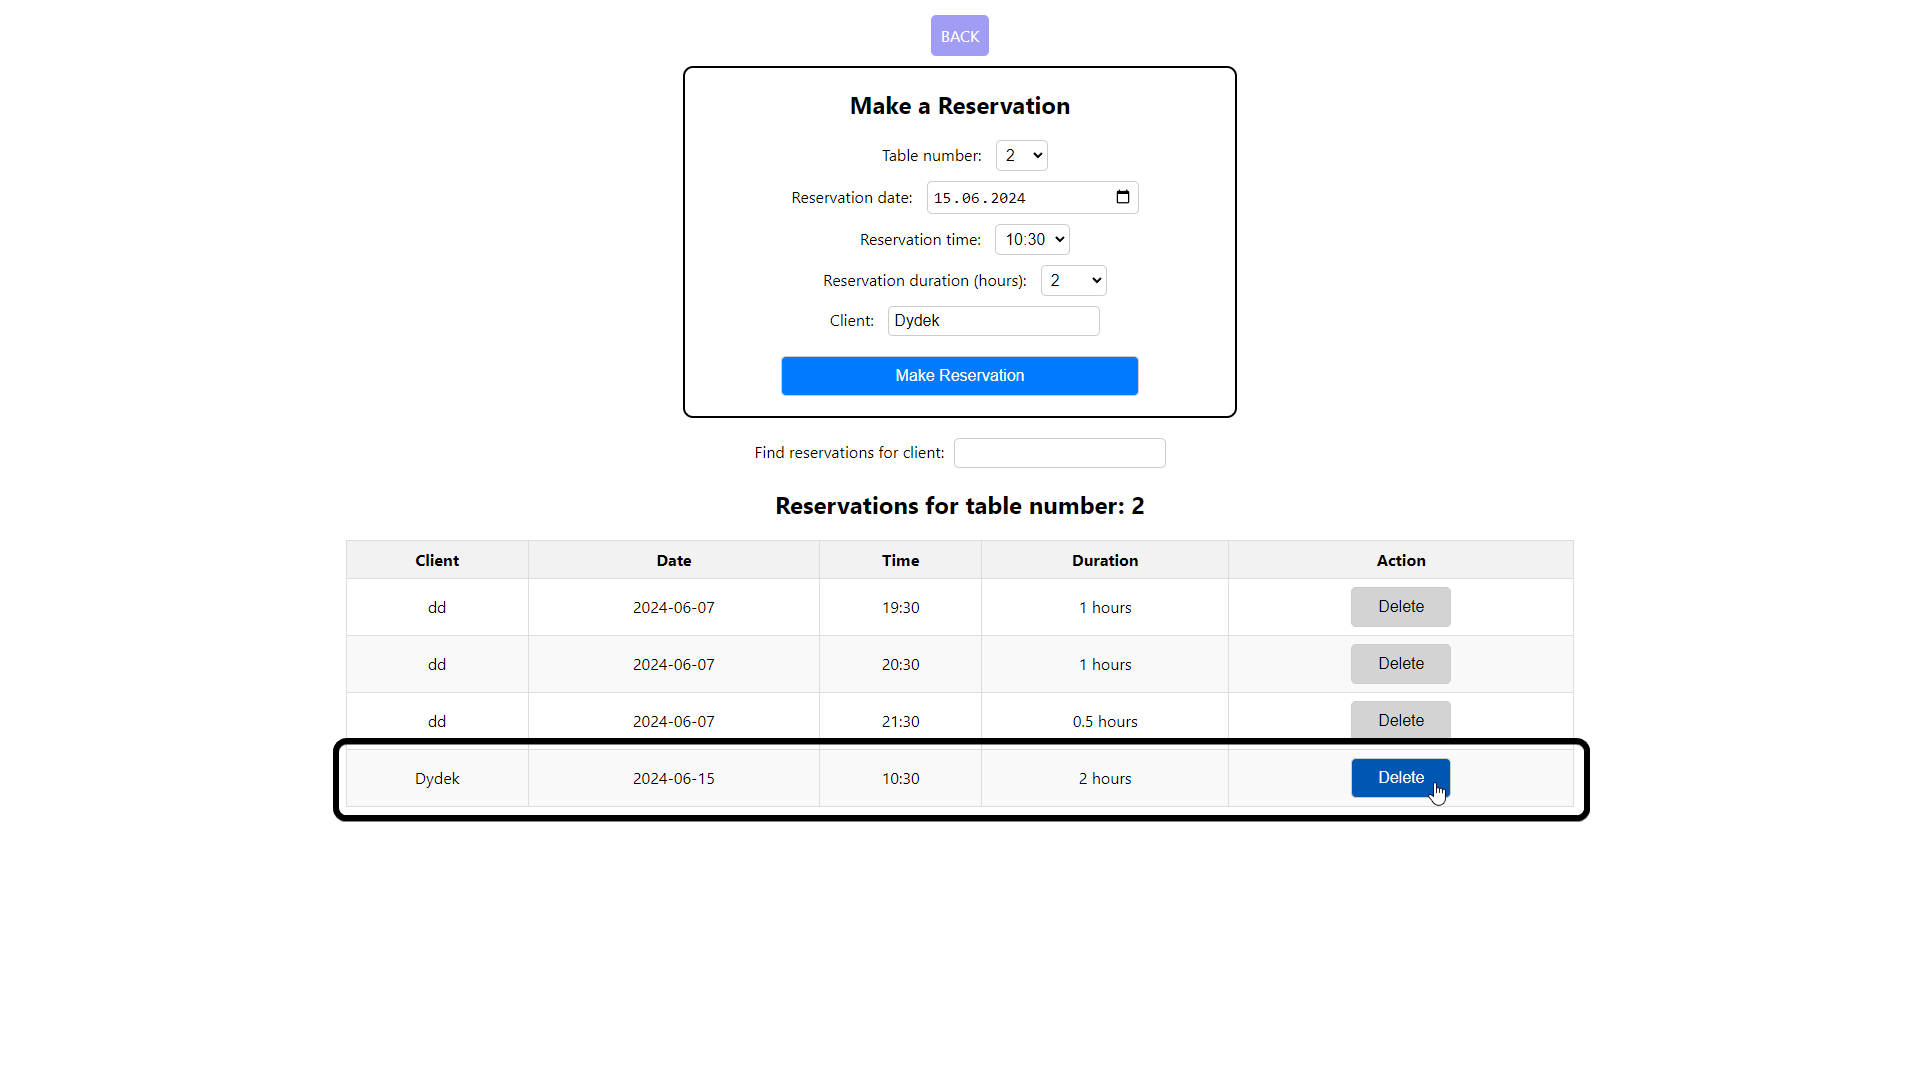 BACK
Make a Reservation
Table number: 2
Reservation date: 15.06.2024
Reservation time: 10:30
Reservation duration (hours): 2
Client: Dydek
Make Reservation
Find reservations for client:
Reservations for table number: 2
Client Date Time Duration Action
dd 2024-06-07 19:30 1 hours Delete
dd 2024-06-07 20:30 1 hours Delete
dd 2024-06-07 21:30 0.5 hours Delete
Dydek 2024-06-15 10:30 2 hours Delete